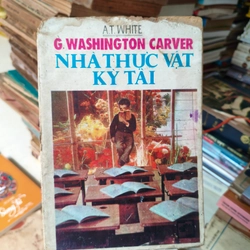 A.T. WHITE
G. WASHINGTON CARVER
NHÀ THỰC VẬT
KỲ TÀI